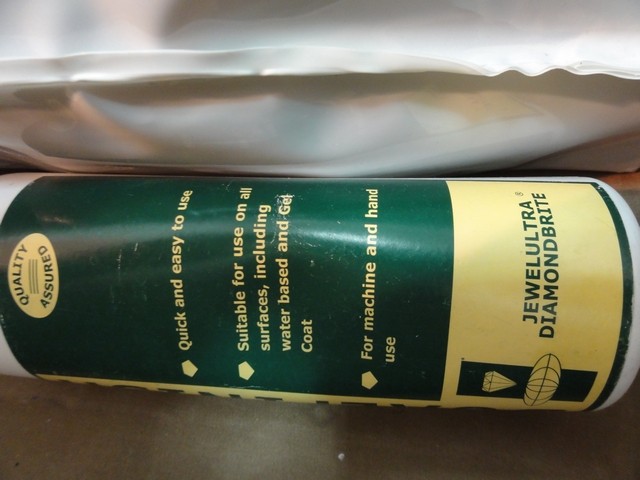 JEWELULTRA®
DIAMONDBRITE
Quick and easy to use
Suitable for use on all
surfaces, including
water based and Gel
Coat
For machine and hand
use
QUALITY
ASSURED